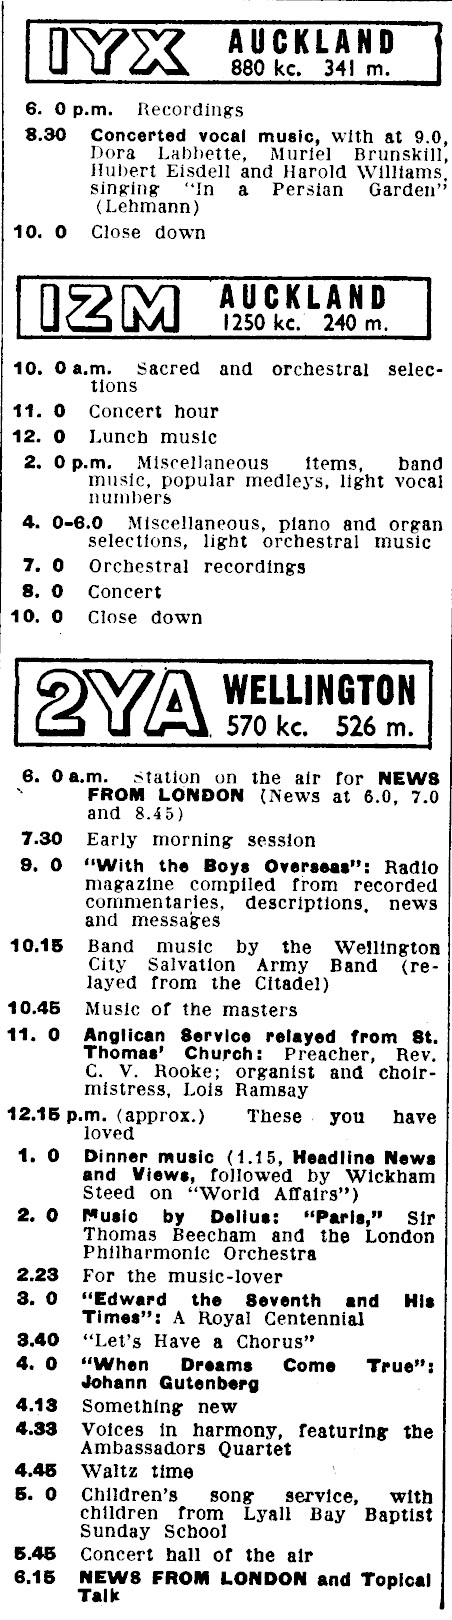 1YX AUCKLAND
880 kc. 341 m.
6. 0 p.m. Recordings
8.30 Concerted vocal music, with at 9.0,
Dora Labbette, Muriel Brunskill,
Hubert Eisdell and Harold Williams,
singing "In a Persian Garden"
(Lehmann)
10. 0 Close down
1ZM AUCKLAND
1250 kc. 240 m.
10. 0 a.m. Sacred and orchestral selec-
tions
11. 0 Concert hour
12. 0 Lunch music
2. 0 p.m. Miscellaneous items, band
music, popular medleys, light vocal
numbers
4. 0-6.0 Miscellaneous, piano and organ
selections, light orchestral music
7. 0 Orchestral recordings
8. 0 Concert
10. 0 Close down
2YA WELLINGTON
570 kc. 526 m.
6. 0 a.m. Station on the air for NEWS
FROM LONDON (News at 6.0, 7.0
and 8.45)
7.30 Early morning session
9. 0 "With the Boys Overseas": Radio
magazine compiled from recorded
commentaries, descriptions, news
and messages
10.15 Band music by the Wellington
City Salvation Army Band (re-
layed from the Citadel)
10.45 Music of the masters
11. 0 Anglican Service relayed from St.
Thomas' Church: Preacher, Rev.
C. V. Rooke; organist and choir-
mistress, Lois Ramsay
12.15 p.m. (approx.) These you have
loved
1. 0 Dinner music (1.15, Headline News
and Views, followed by Wickham
Steed on "World Affairs")
2. 0 Music by Delius: "Paris," Sir
Thomas Beecham and the London
Philharmonic Orchestra
2.23 For the music-lover
3. 0 "Edward the Seventh and His
Times": A Royal Centennial
3.40 "Let's Have a Chorus"
4. 0 "When Dreams Come True":
Johann Gutenberg
4.13 Something new
4.33 Voices in harmony, featuring the
Ambassadors Quartet
4.45 Waltz time
5. 0 Children's song service, with
children from Lyall Bay Baptist
Sunday School
5.45 Concert hall of the air
6.15 NEWS FROM LONDON and Topical
Talk